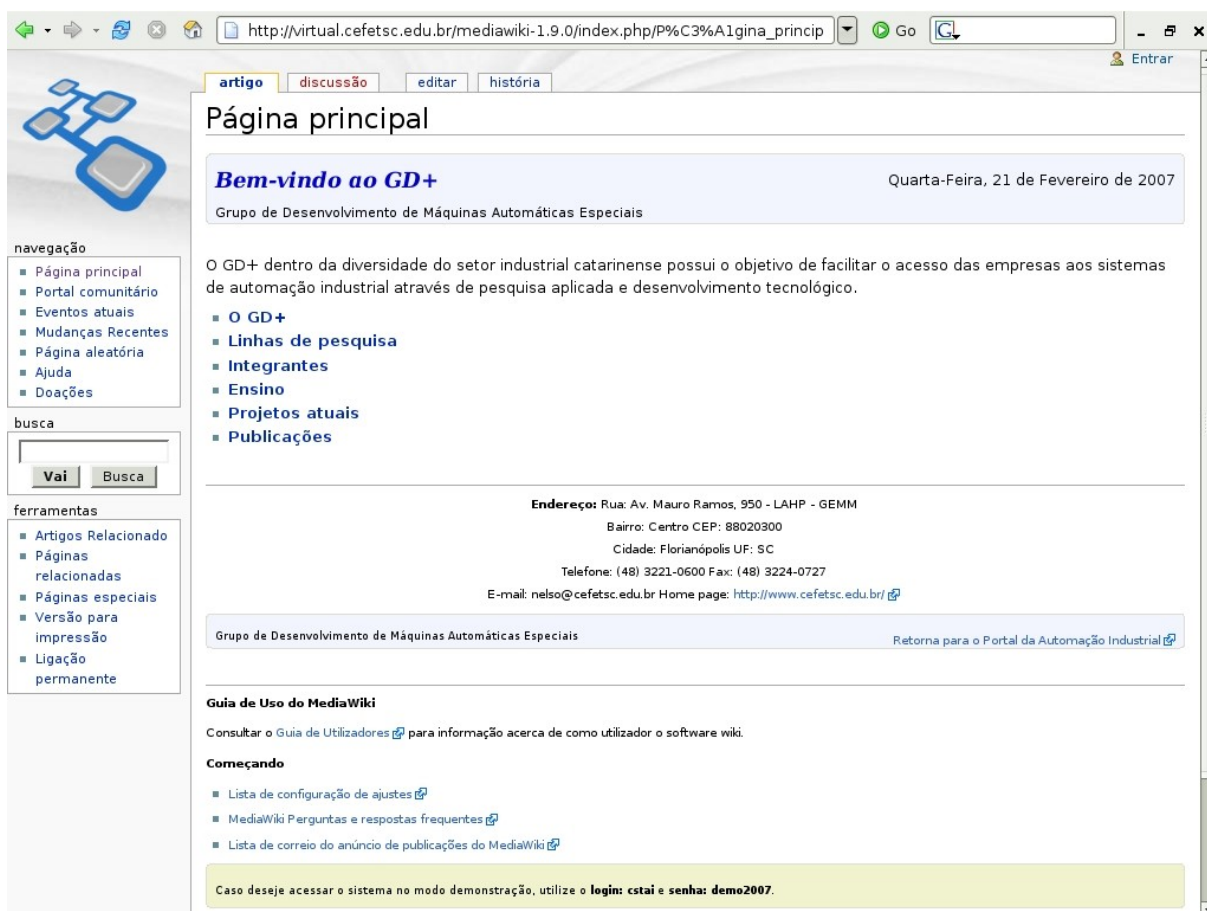 http://virtual.cefetsc.edu.br/mediawiki-1.9.0/index.php/P%C3%A1gina_princip
Go
G
Entrar
artigo
discussão
editar
história
Página principal
Bem-vindo ao GD+
Quarta-Feira, 21 de Fevereiro de 2007
Grupo de Desenvolvimento de Máquinas Automáticas Especiais
navegação
Página principal
Portal comunitário
Eventos atuais
Mudanças Recentes
Página aleatória
Ajuda
Doações
busca
Vai
Busca
ferramentas
Artigos Relacionado
Páginas
relacionadas
Páginas especiais
Versão para
impressão
Ligação
permanente
O GD+ dentro da diversidade do setor industrial catarinense possui o objetivo de facilitar o acesso das empresas aos sistemas
de automação industrial através de pesquisa aplicada e desenvolvimento tecnológico.
O GD+
Linhas de pesquisa
Integrantes
Ensino
Projetos atuais
Publicações
Endereço: Rua: Av. Mauro Ramos, 950 - LAHP - GEMM
Bairro: Centro CEP: 88020300
Cidade: Florianópolis UF: SC
Telefone: (48) 3221-0600 Fax: (48) 3224-0727
E-mail: nelso@cefetsc.edu.br Home page: http://www.cefetsc.edu.br/
Grupo de Desenvolvimento de Máquinas Automáticas Especiais
Retorna para o Portal da Automação Industrial
Guia de Uso do MediaWiki
Consultar o Guia de Utilizadores para informação acerca de como utilizador o software wiki.
Começando
Lista de configuração de ajustes
MediaWiki Perguntas e respostas frequentes
Lista de correio do anúncio de publicações do MediaWiki
Caso deseje acessar o sistema no modo demonstração, utilize o login: cstai e senha: demo2007.